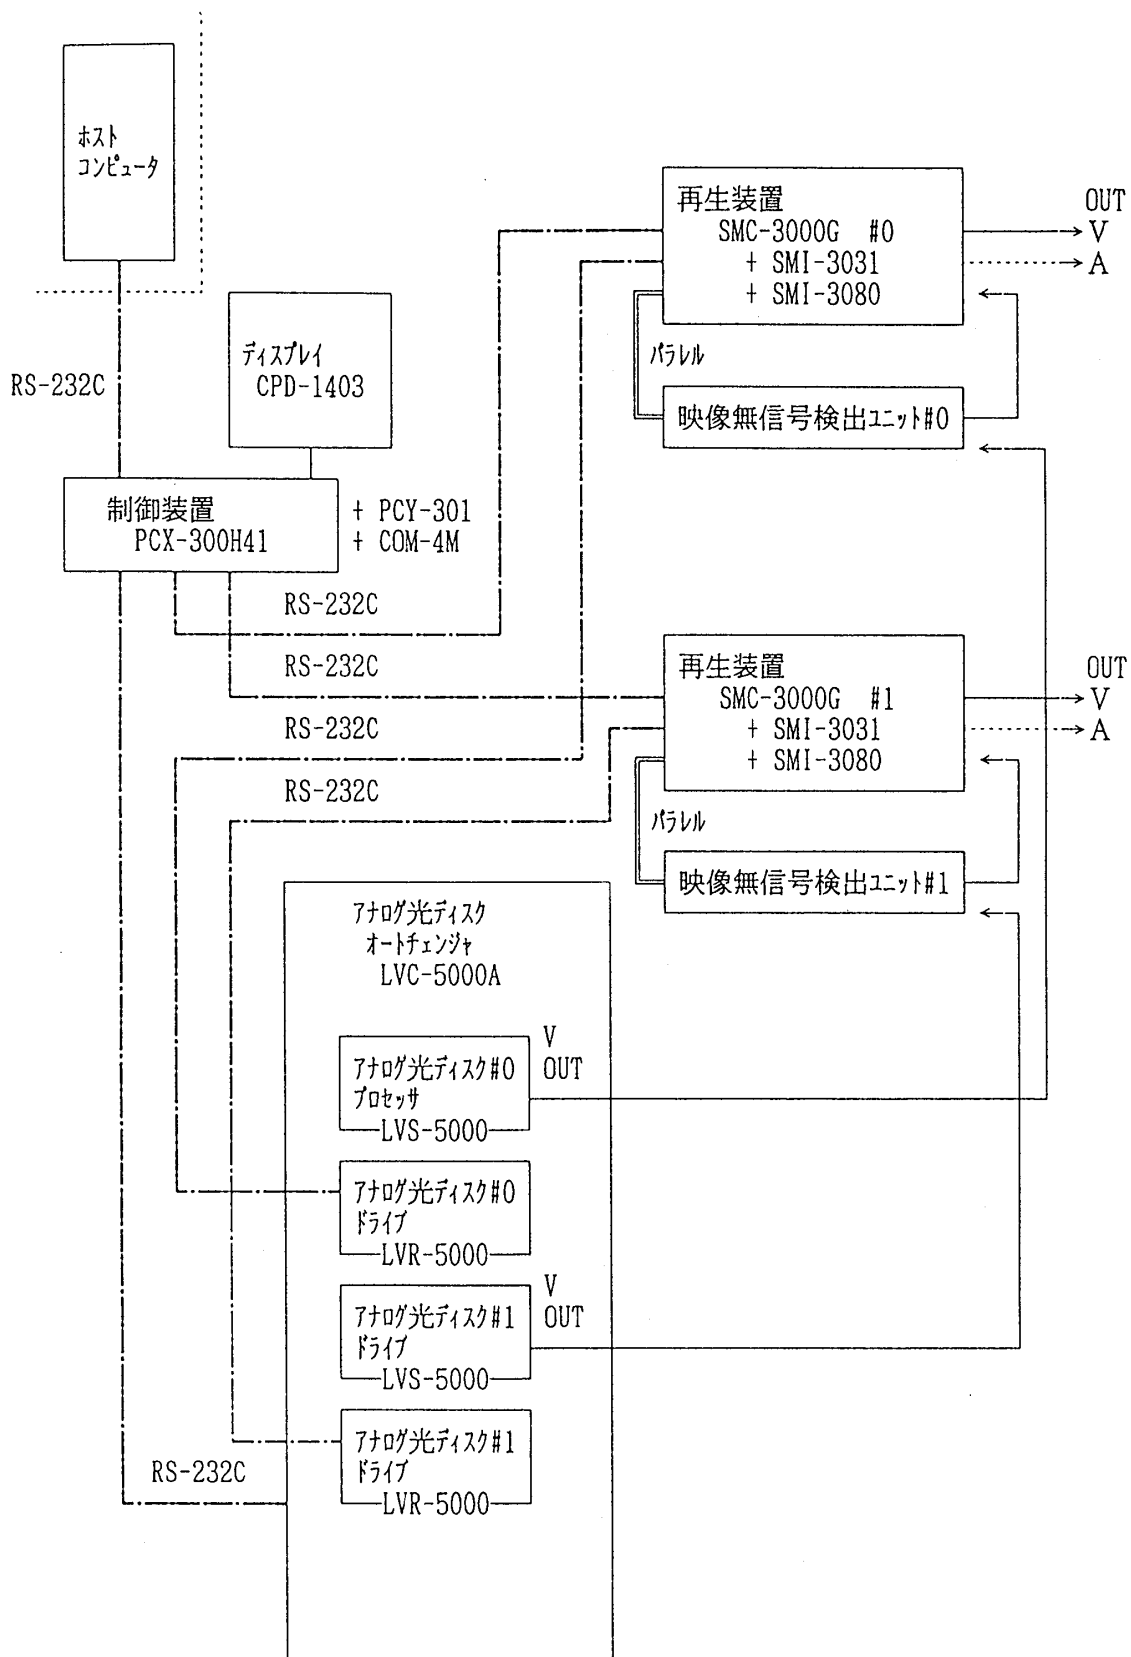 ホスト
コンピュータ
RS-232C
ディスプレイ
CPD-1403
制御装置
PCX-300H41
+ PCY-301
+ COM-4M
RS-232C
RS-232C
RS-232C
RS-232C
再生装置
SMC-3000G #0
+ SMI-3031
+ SMI-3080
OUT
V
A
パラレル
映像無信号検出ユニット#0
再生装置
SMC-3000G #1
+ SMI-3031
+ SMI-3080
OUT
V
A
パラレル
映像無信号検出ユニット#1
アナログ光ディスク
オートチェンジャ
LVC-5000A
アナログ光ディスク#0
プロセッサ
LVS-5000
V
OUT
アナログ光ディスク#0
ドライブ
LVR-5000
アナログ光ディスク#1
ドライブ
LVS-5000
V
OUT
アナログ光ディスク#1
ドライブ
LVR-5000
RS-232C